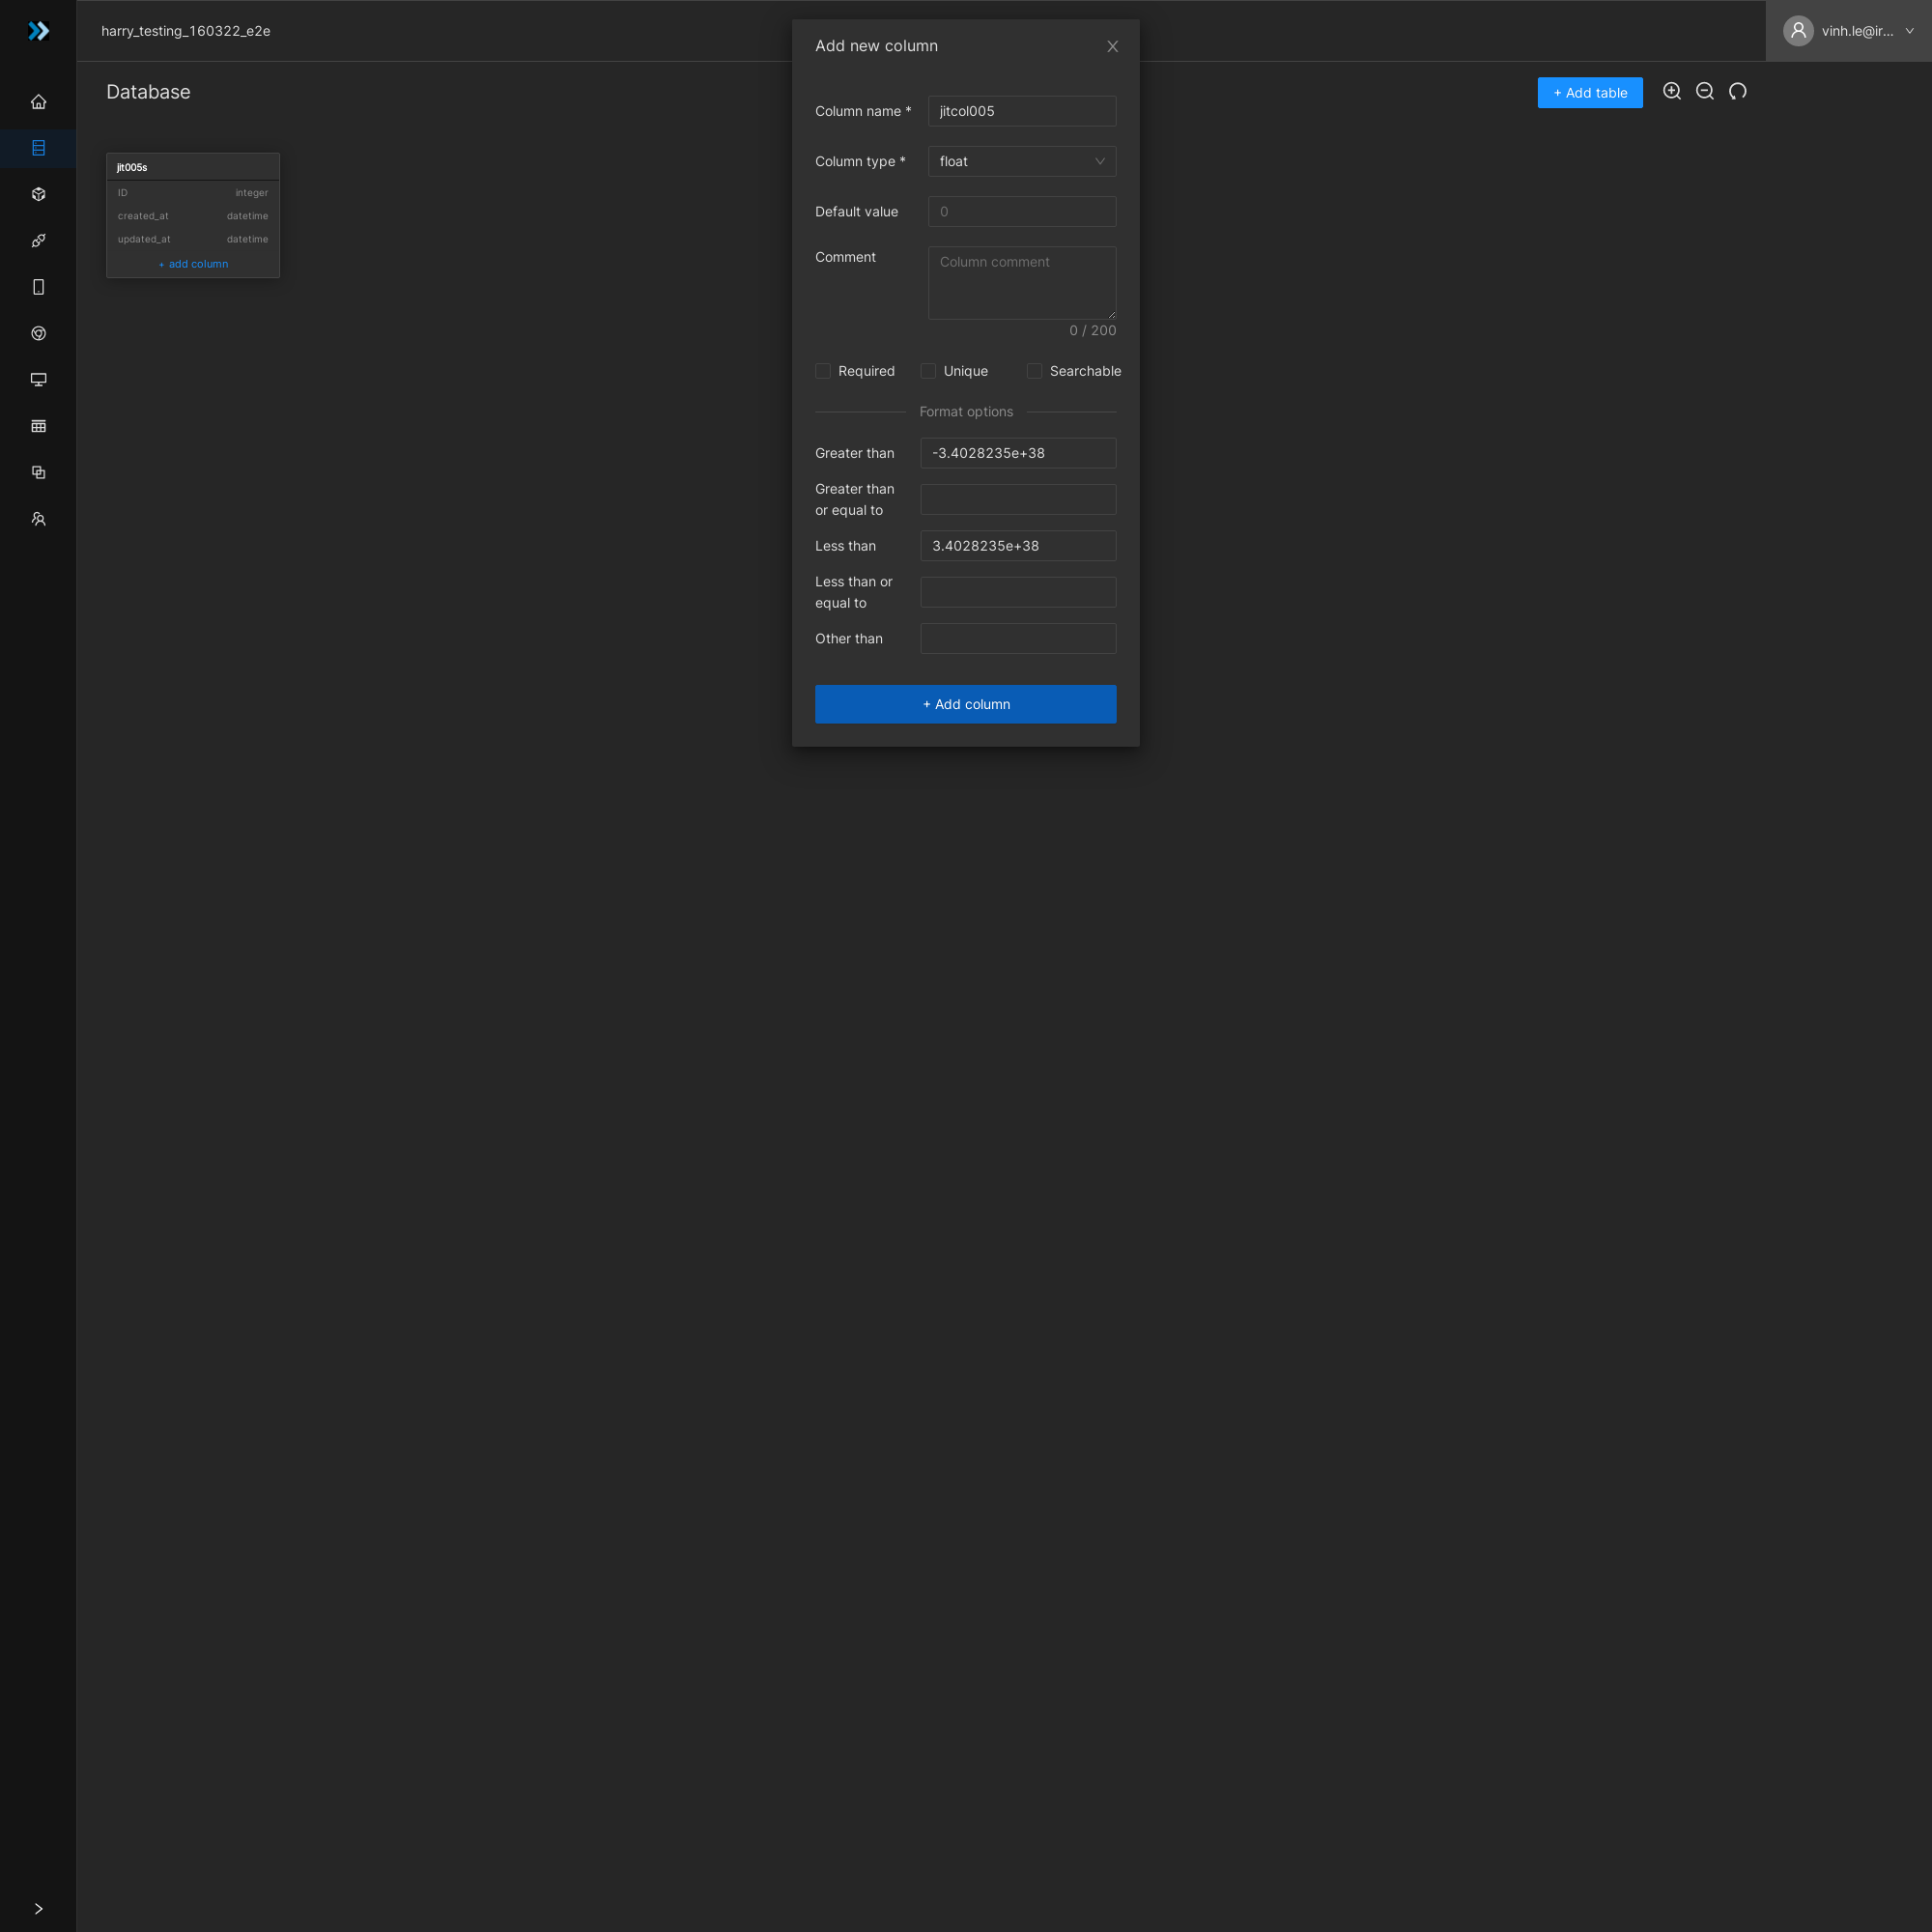 harry_testing_160322_e2e
vinh.le@ir...
Database
+ Add table
jit005s
ID integer
created_at datetime
updated_at datetime
+ add column
Add new column
Column name * jitcol005
Column type * float
Default value 0
Comment Column comment
0 / 200
Required Unique Searchable
Format options
Greater than -3.4028235e+38
Greater than
or equal to
Less than 3.4028235e+38
Less than or
equal to
Other than
+ Add column